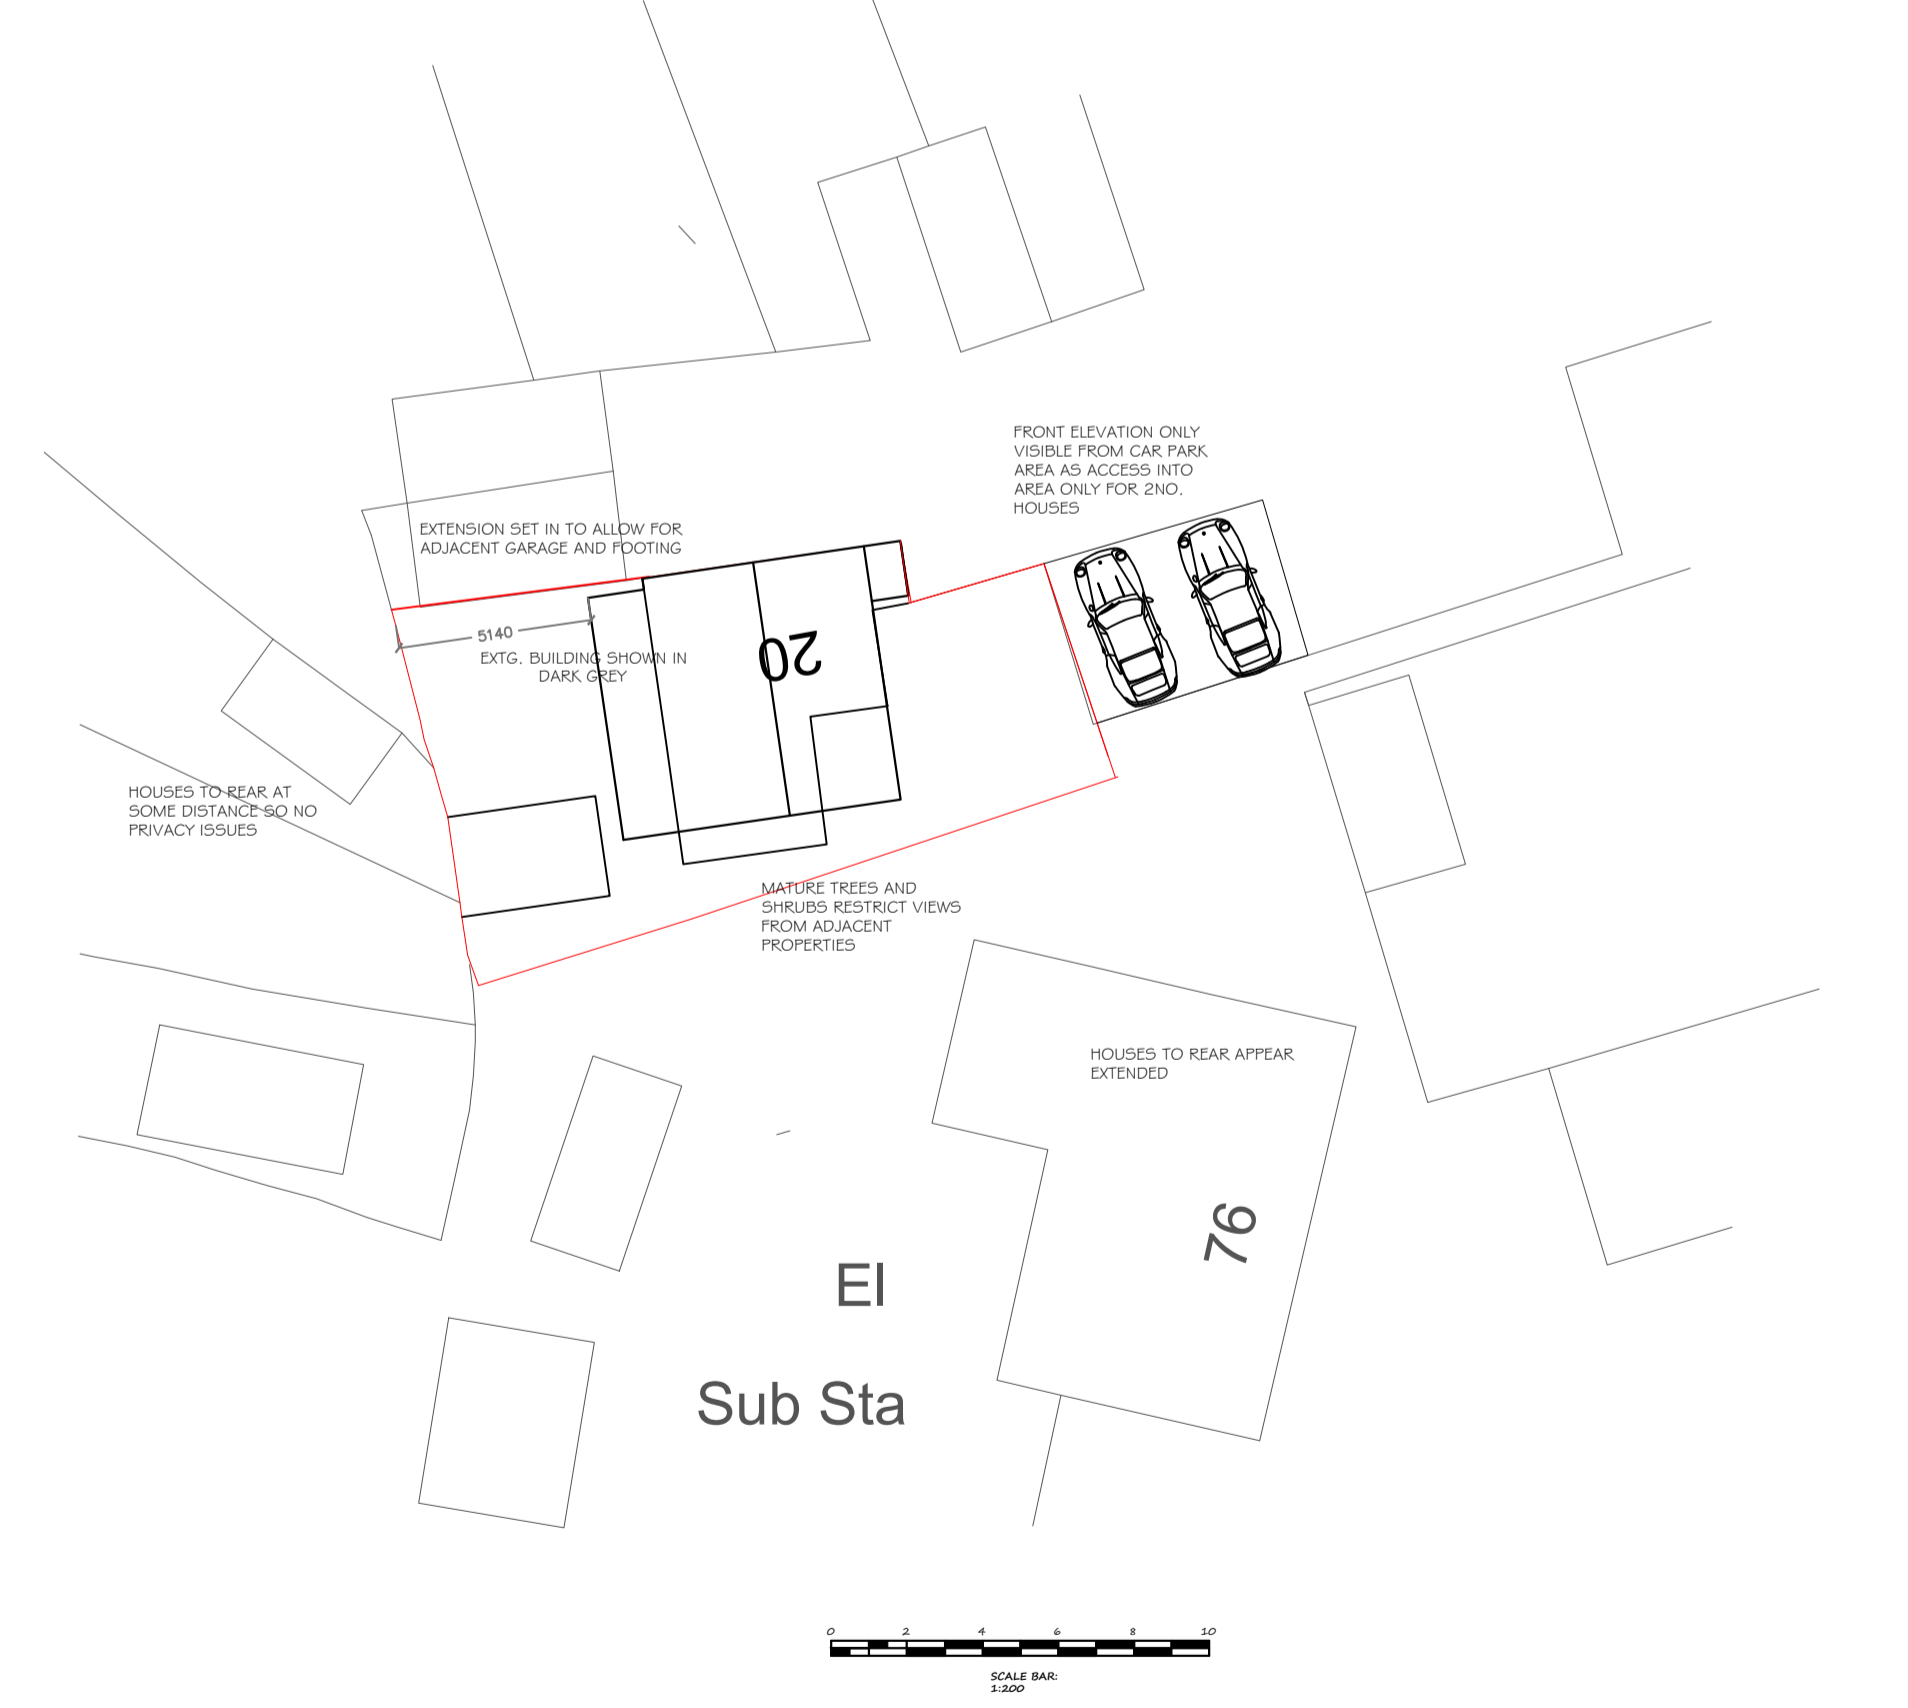 FRONT ELEVATION ONLY
VISIBLE FROM CAR PARK
AREA AS ACCESS INTO
AREA ONLY FOR 2NO.
HOUSES
EXTENSION SET IN TO ALLOW FOR
ADJACENT GARAGE AND FOOTING
5140
20
EXTG. BUILDING SHOWN IN
DARK GREY
HOUSES TO REAR AT
SOME DISTANCE SO NO
PRIVACY ISSUES
MATURE TREES AND
SHRUBS RESTRICT VIEWS
FROM ADJACENT
PROPERTIES
HOUSES TO REAR APPEAR
EXTENDED
76
El
Sub Sta
0 2 4 6 8 10
SCALE BAR:
1:200